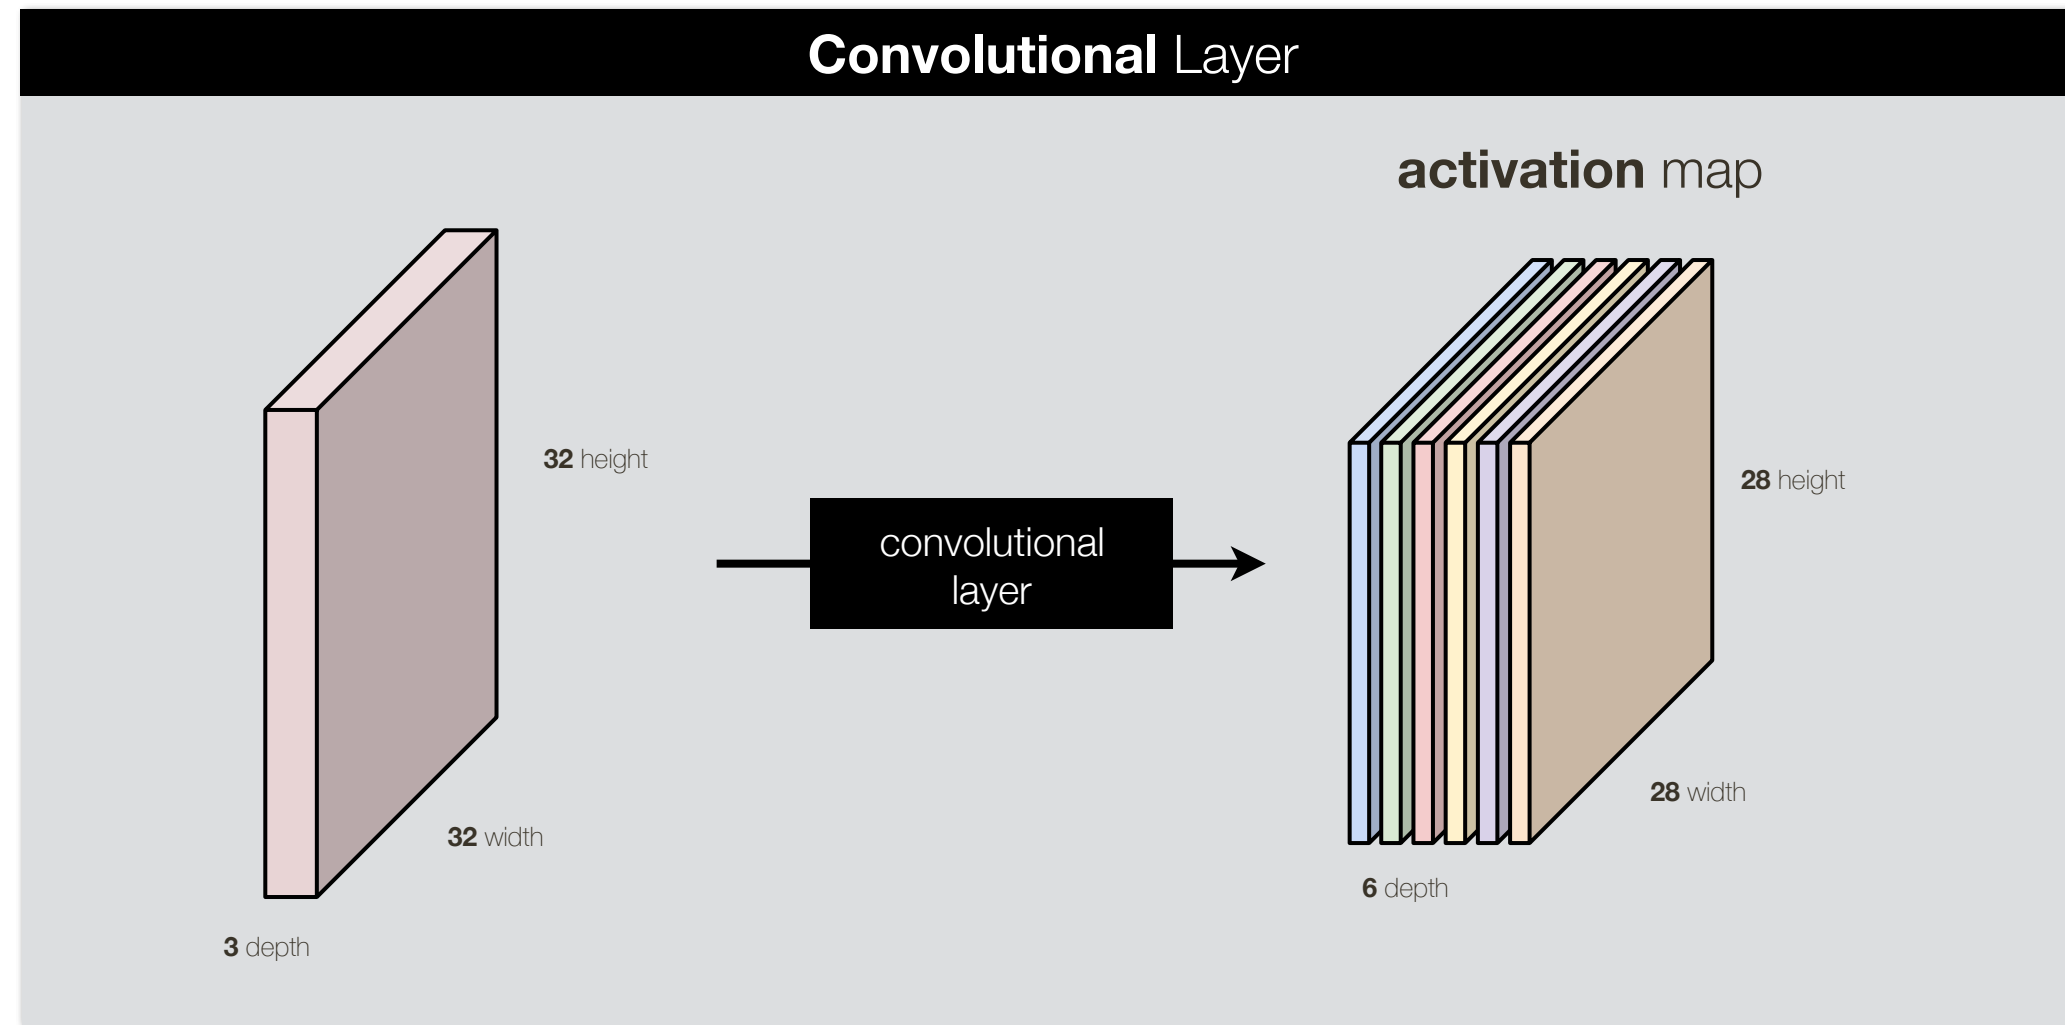 Convolutional Layer
activation map
32 height
32 width
3 depth
convolutional
layer
28 height
28 width
6 depth